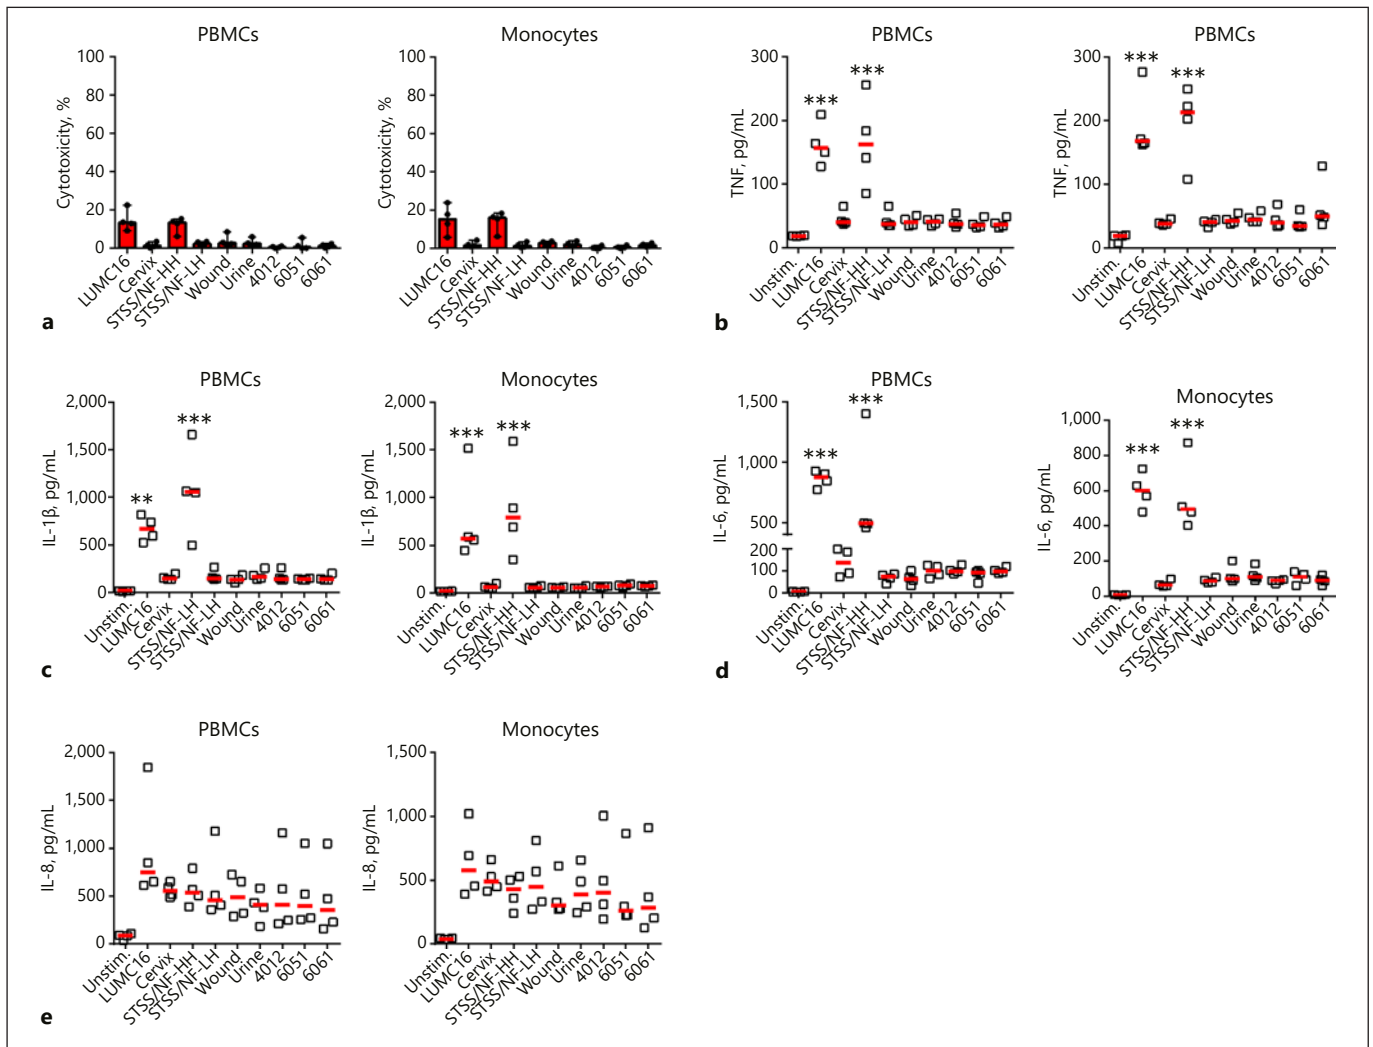 PBMCs
Cytotoxicity, %
100
80
60
40
20
0
LUMC16
Cervix
STSS/NF-HH
STSS/NF-LH
Wound
Urine
4012
6051
6061
Monocytes
Cytotoxicity, %
100
80
60
40
20
0
LUMC16
Cervix
STSS/NF-HH
STSS/NF-LH
Wound
Urine
4012
6051
6061
a
PBMCs
TNF, pg/mL
300
200
100
0
***
***
Unstim.
LUMC16
Cervix
STSS/NF-HH
STSS/NF-LH
Wound
Urine
4012
6051
6061
PBMCs
TNF, pg/mL
300
200
100
0
***
***
Unstim.
LUMC16
Cervix
STSS/NF-HH
STSS/NF-LH
Wound
Urine
4012
6051
6061
b
PBMCs
IL-1β, pg/mL
2,000
1,500
1,000
500
0
**
***
Unstim.
LUMC16
Cervix
STSS/NF-LH
STSS/NF-LH
Wound
Urine
4012
6051
6061
Monocytes
IL-1β, pg/mL
2,000
1,500
1,000
500
0
***
***
Unstim.
LUMC16
Cervix
STSS/NF-HH
STSS/NF-LH
Wound
Urine
4012
6051
6061
c
PBMCs
IL-6, pg/mL
1,500
1,000
500
200
100
0
***
***
Unstim.
LUMC16
Cervix
STSS/NF-HH
STSS/NF-LH
Wound
Urine
4012
6051
6061
Monocytes
IL-6, pg/mL
1,000
800
600
400
200
0
***
***
Unstim.
LUMC16
Cervix
STSS/NF-HH
STSS/NF-LH
Wound
Urine
4012
6051
6061
d
PBMCs
IL-8, pg/mL
2,000
1,500
1,000
500
0
Unstim.
LUMC16
Cervix
STSS/NF-HH
STSS/NF-LH
Wound
Urine
4012
6051
6061
Monocytes
IL-8, pg/mL
1,500
1,000
500
0
Unstim.
LUMC16
Cervix
STSS/NF-HH
STSS/NF-LH
Wound
Urine
4012
6051
6061
e